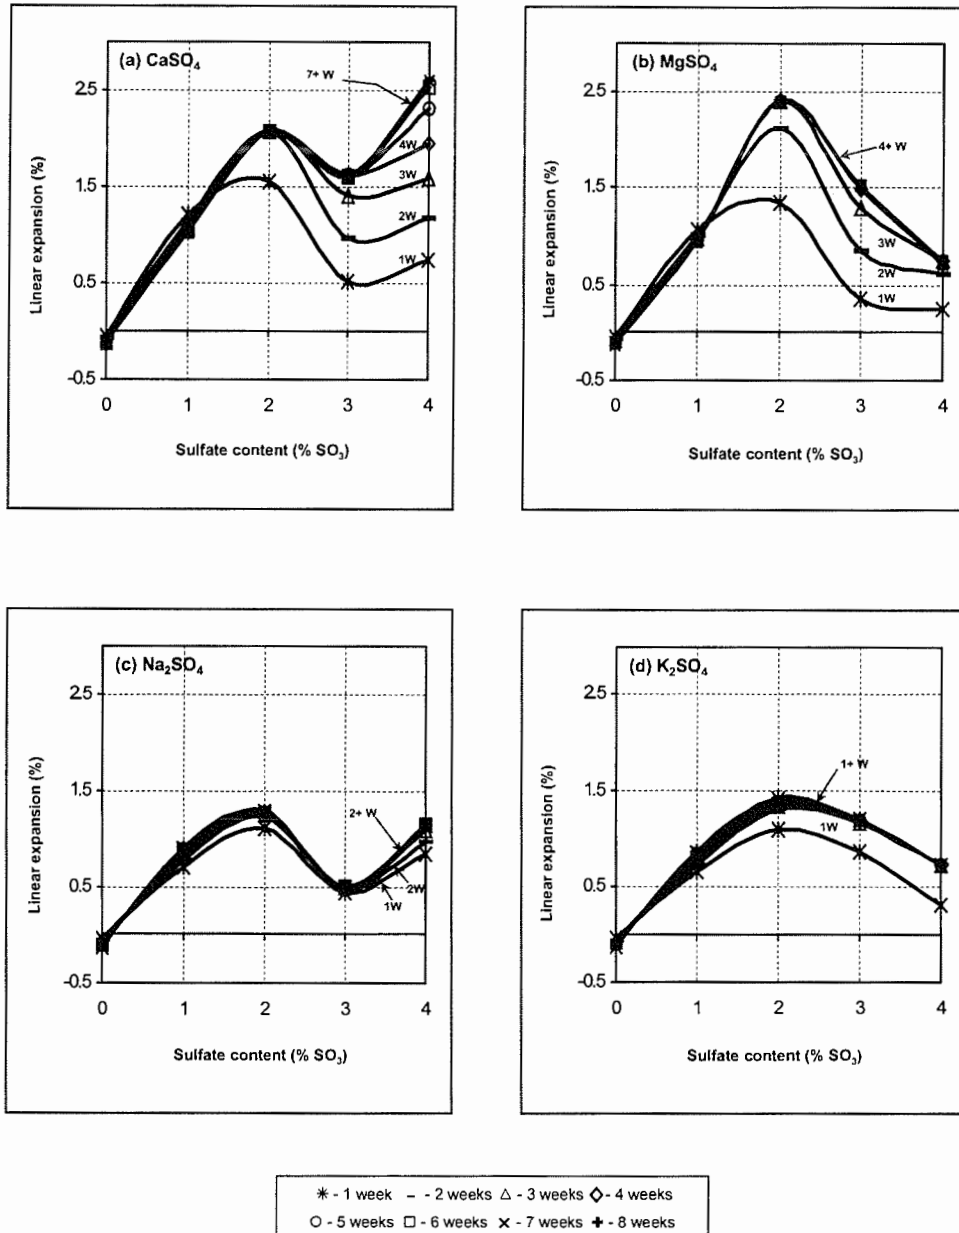 (a) CaSO₄
7+ W
4W
3W
2W
1W
2.5
1.5
0.5
-0.5
0 1 2 3 4
Linear expansion (%)
Sulfate content (% SO₃)
(b) MgSO₄
4+ W
3W
2W
1W
2.5
1.5
0.5
-0.5
0 1 2 3 4
Linear expansion (%)
Sulfate content (% SO₃)
(c) Na₂SO₄
2+ W
2W
1W
2.5
1.5
0.5
-0.5
0 1 2 3 4
Linear expansion (%)
Sulfate content (% SO₃)
(d) K₂SO₄
1+ W
1W
2.5
1.5
0.5
-0.5
0 1 2 3 4
Linear expansion (%)
Sulfate content (% SO₃)
- 1 week - 2 weeks - 3 weeks - 4 weeks
- 5 weeks - 6 weeks - 7 weeks - 8 weeks